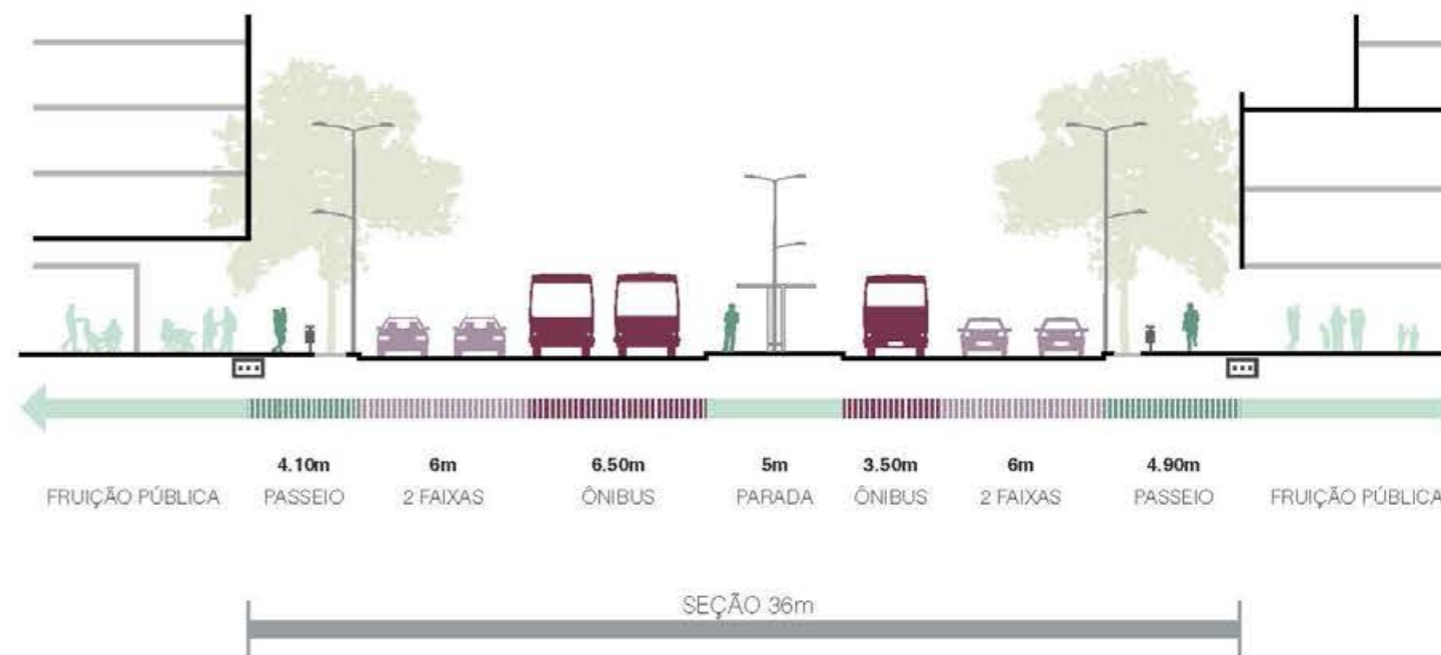 4.10m 6m 6.50m 5m 3.50m 6m 4.90m
FRUIÇÃO PÚBLICA PASSEIO 2 FAIXAS ÔNIBUS PARADA ÔNIBUS 2 FAIXAS PASSEIO FRUIÇÃO PÚBLICA
SEÇÃO 36m